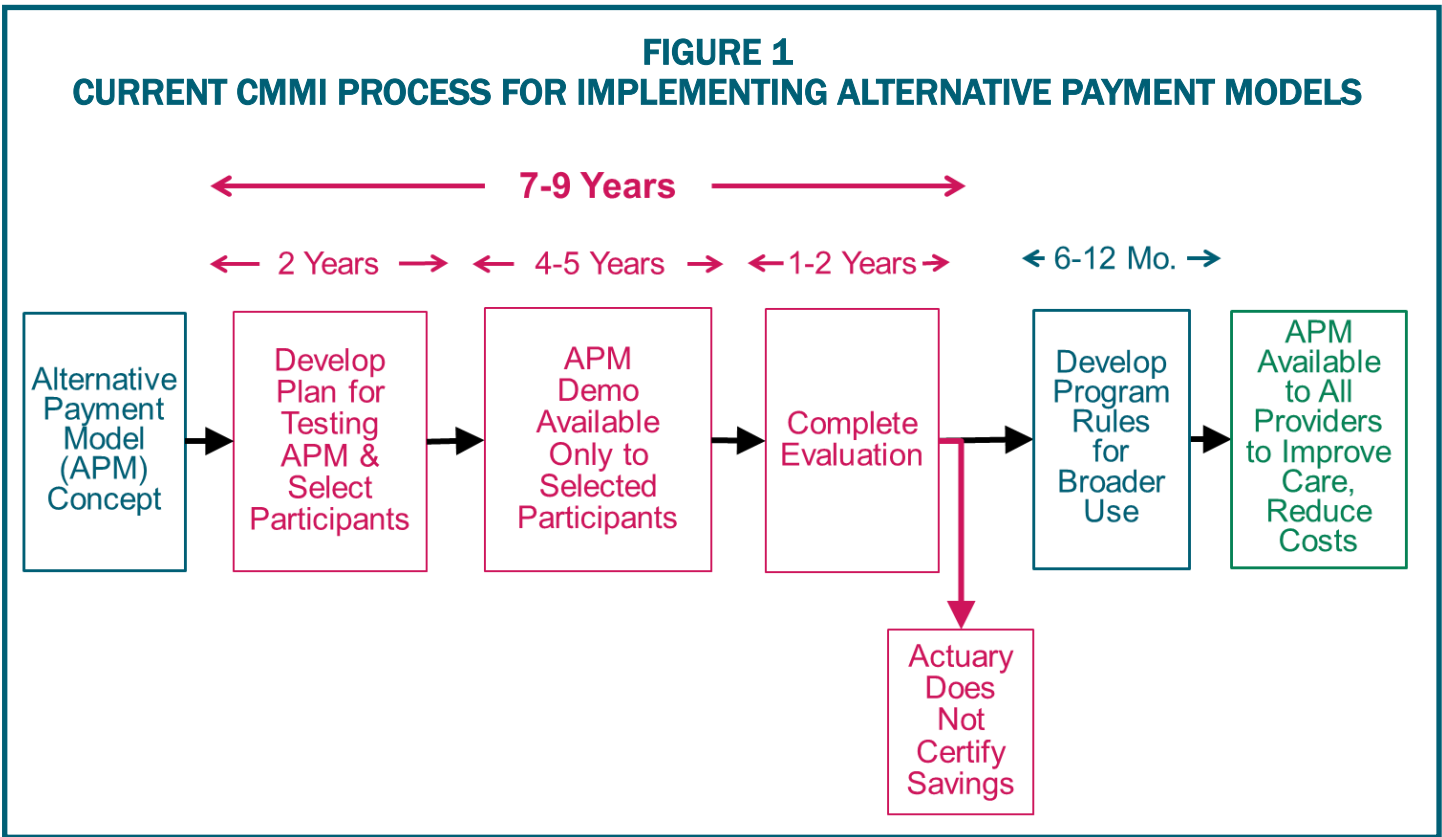 FIGURE 1
CURRENT CMMI PROCESS FOR IMPLEMENTING ALTERNATIVE PAYMENT MODELS
7-9 Years
2 Years
4-5 Years
1-2 Years
6-12 Mo.
Alternative
Payment
Model
(APM)
Concept
Develop
Plan for
Testing
APM &
Select
Participants
APM
Demo
Available
Only to
Selected
Participants
Complete
Evaluation
Develop
Program
Rules
for
Broader
Use
APM
Available
to All
Providers
to Improve
Care,
Reduce
Costs
Actuary
Does
Not
Certify
Savings